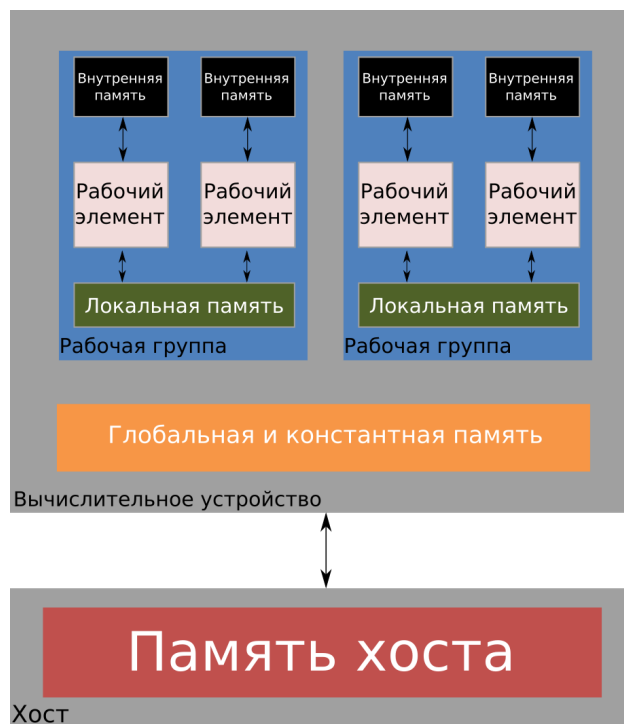 Внутренняя
память
Внутренняя
память
Внутренняя
память
Внутренняя
память
Рабочий
элемент
Рабочий
элемент
Рабочий
элемент
Рабочий
элемент
Локальная память
Локальная память
Рабочая группа
Рабочая группа
Глобальная и константная память
Вычислительное устройство
Память хоста
Хост